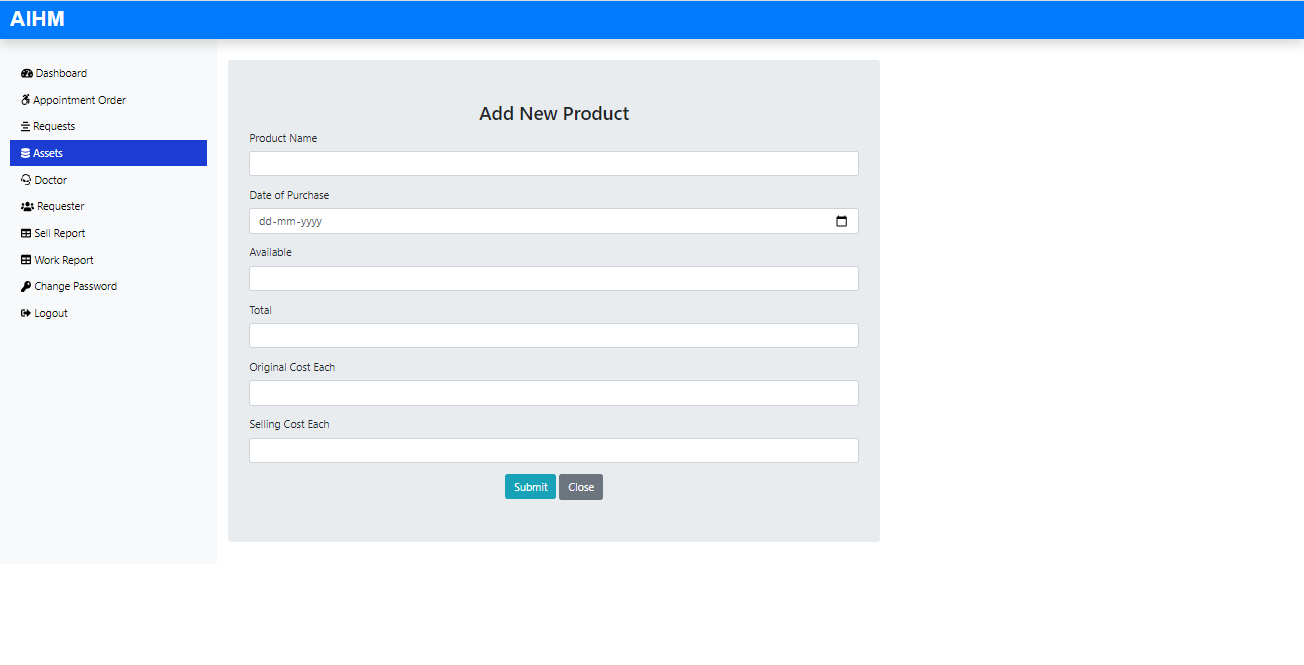 AIHM
Dashboard
Appointment Order
Requests
Assets
Doctor
Requester
Sell Report
Work Report
Change Password
Logout
Add New Product
Product Name
Date of Purchase
dd-mm-yyyy
Available
Total
Original Cost Each
Selling Cost Each
Submit Close